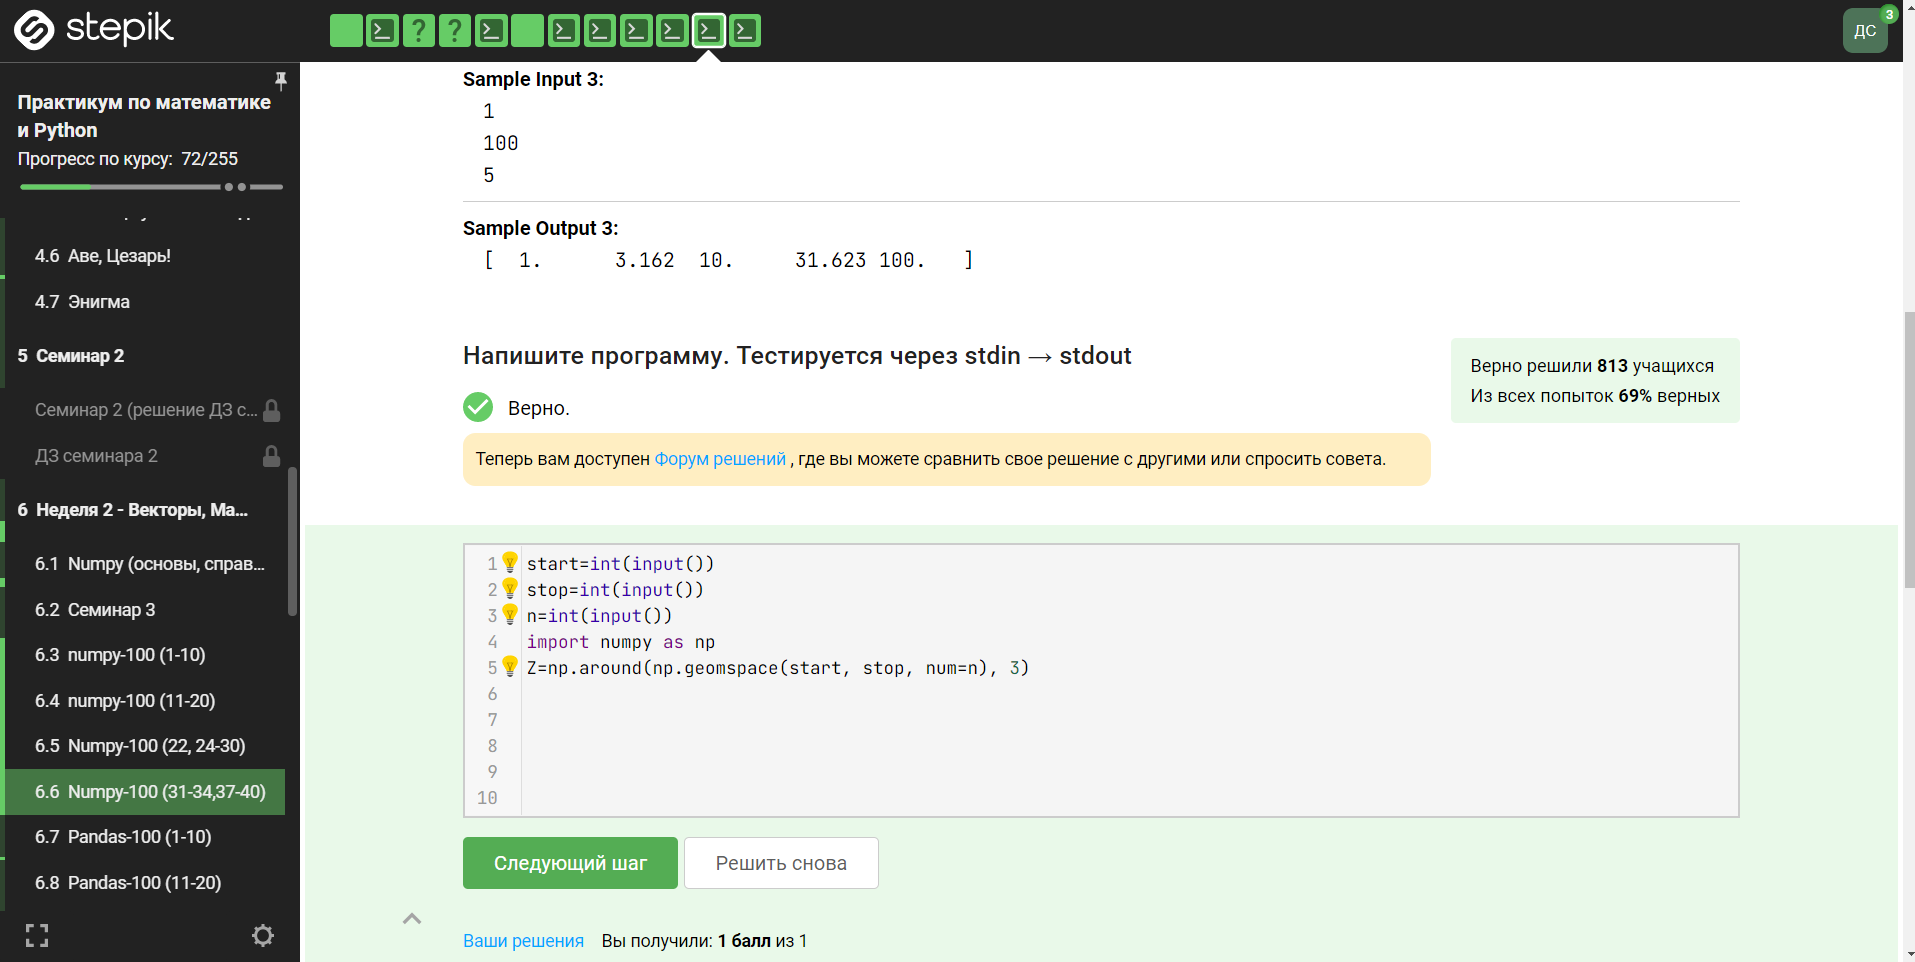 stepik
? ?
ДС
3
Практикум по математике
и Python
Прогресс по курсу: 72/255
4.6 Аве, Цезарь!
4.7 Энигма
5 Семинар 2
Семинар 2 (решение ДЗ с...
ДЗ семинара 2
6 Неделя 2 - Векторы, Ма...
6.1 Numpy (основы, справ...
6.2 Семинар 3
6.3 numpy-100 (1-10)
6.4 numpy-100 (11-20)
6.5 Numpy-100 (22, 24-30)
6.6 Numpy-100 (31-34,37-40)
6.7 Pandas-100 (1-10)
6.8 Pandas-100 (11-20)
Sample Input 3:
1
100
5
Sample Output 3:
[  1.      3.162  10.     31.623 100.   ]
Напишите программу. Тестируется через stdin → stdout
Верно решили 813 учащихся
Из всех попыток 69% верных
Верно.
Теперь вам доступен Форум решений , где вы можете сравнить свое решение с другими или спросить совета.
1 start=int(input())
2 stop=int(input())
3 n=int(input())
4 import numpy as np
5 Z=np.around(np.geomspace(start, stop, num=n), 3)
6
7
8
9
10
Следующий шаг
Решить снова
Ваши решения Вы получили: 1 балл из 1